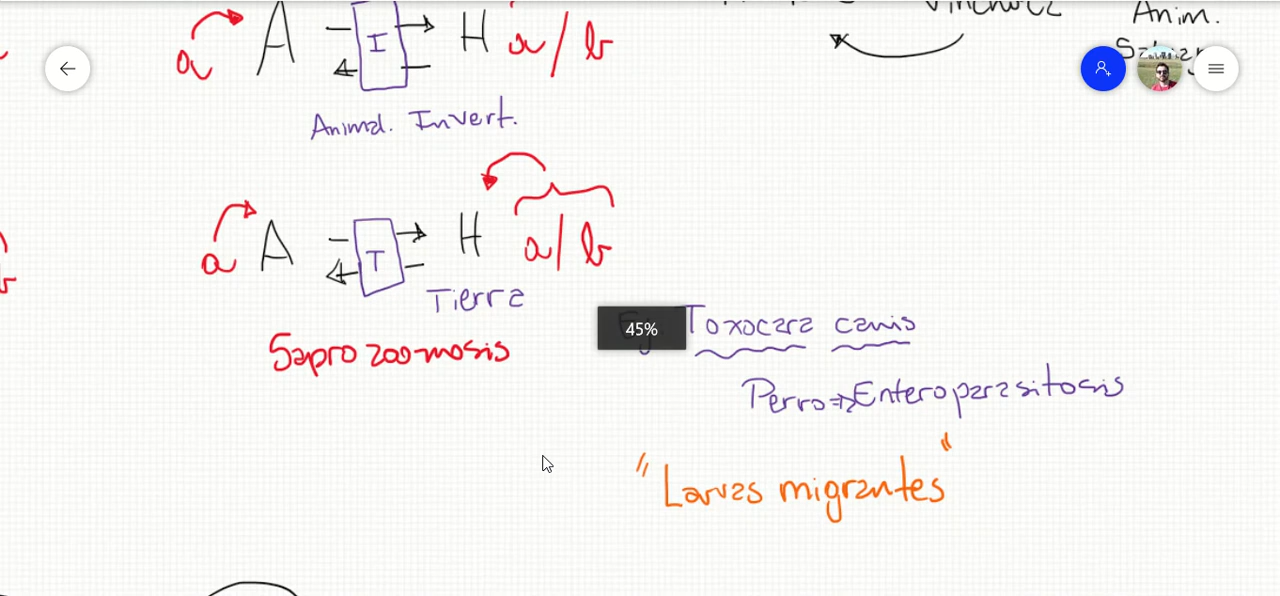 Anim.
a A I H a/b
Animal. Invert.
a A T H a/b
Tierra
Saprozoonosis
45%
Toxocara canis
Perro => Enteroparasitosis
"Larvas migrantes"